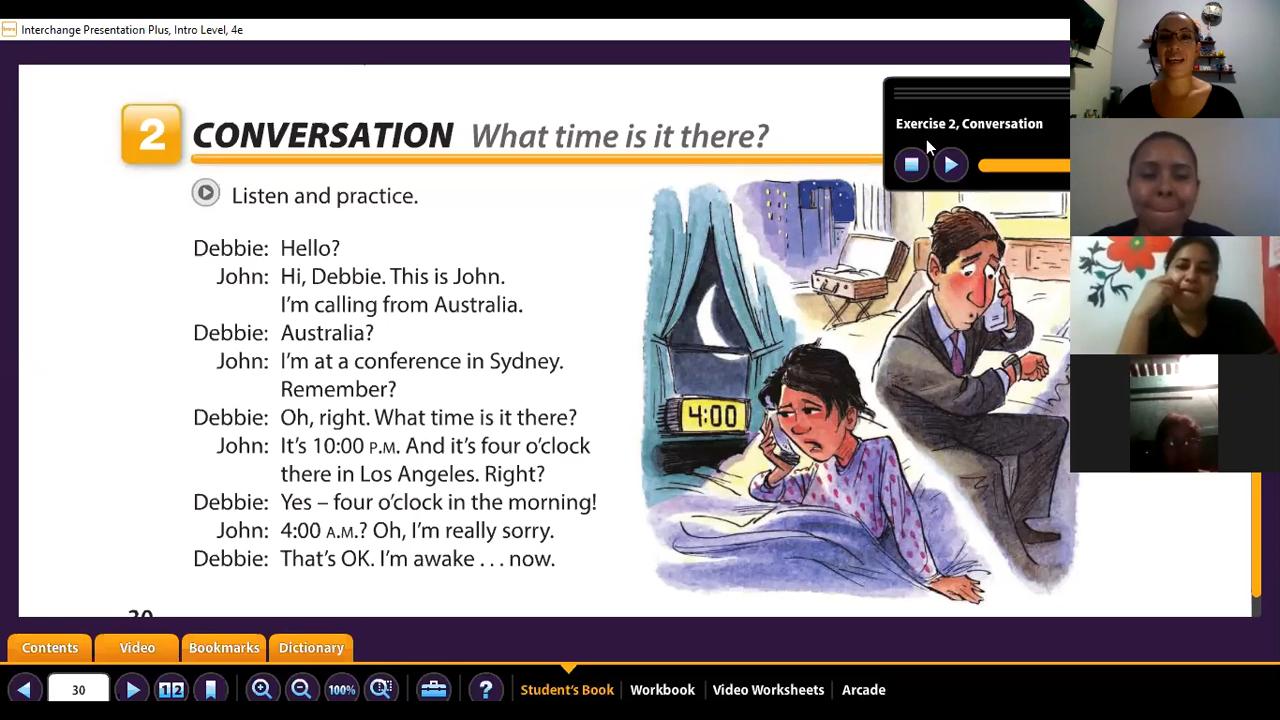 Interchange Presentation Plus, Intro Level, 4e
2 CONVERSATION What time is it there?
Exercise 2, Conversation
Listen and practice.
Debbie: Hello?
John: Hi, Debbie. This is John.
I'm calling from Australia.
Debbie: Australia?
John: I'm at a conference in Sydney.
Remember?
Debbie: Oh, right. What time is it there?
John: It's 10:00 P.M. And it's four o'clock
there in Los Angeles. Right?
Debbie: Yes – four o'clock in the morning!
John: 4:00 A.M.? Oh, I'm really sorry.
Debbie: That's OK. I'm awake . . . now.
4:00
30
Contents Video Bookmarks Dictionary
30 1 2 100% ? Student's Book Workbook Video Worksheets Arcade